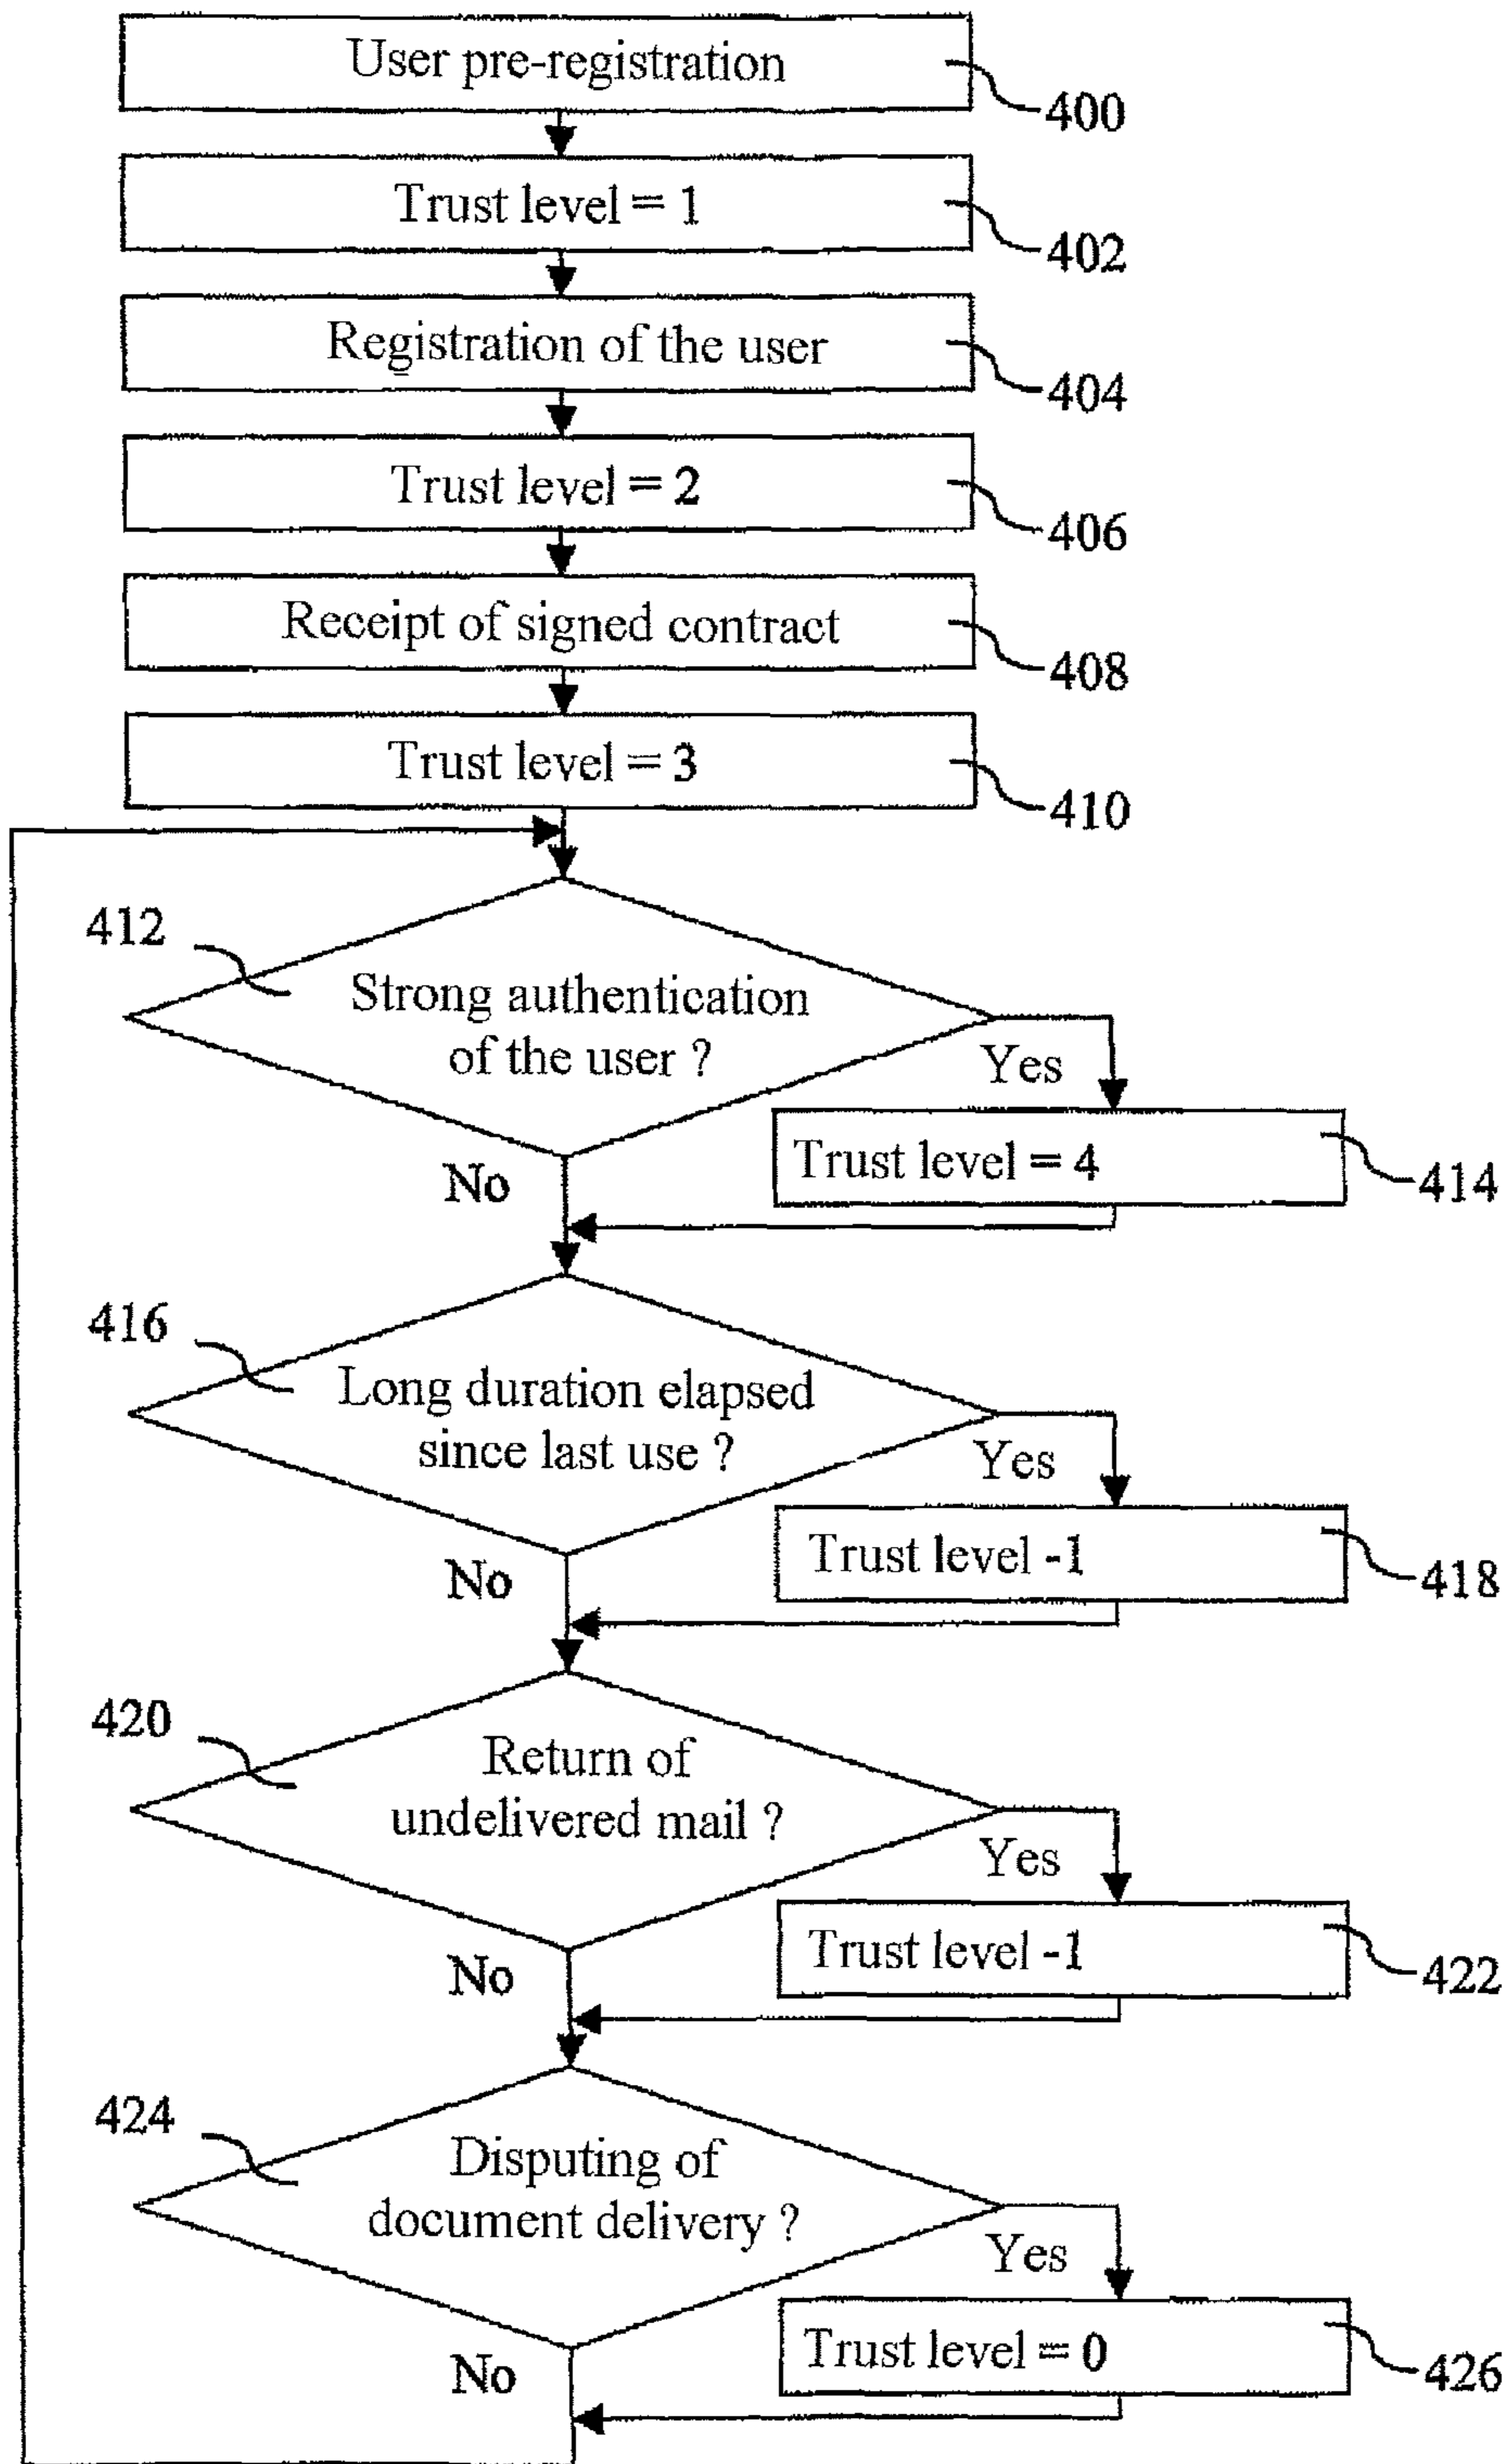 User pre-registration
400
Trust level = 1
402
Registration of the user
404
Trust level = 2
406
Receipt of signed contract
408
Trust level = 3
410
412
Strong authentication
of the user ?
Yes
Trust level = 4
414
No
416
Long duration elapsed
since last use ?
Yes
Trust level -1
418
No
420
Return of
undelivered mail ?
Yes
Trust level -1
422
No
424
Disputing of
document delivery ?
Yes
Trust level = 0
426
No